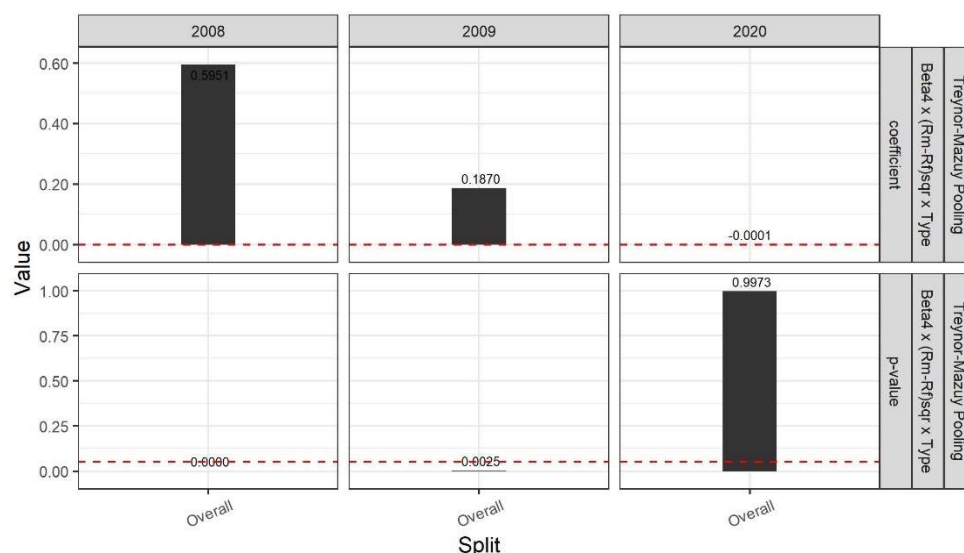 2008
2009
2020
0.60
0.40
0.20
0.00
0.5951
0.1870
-0.0001
coefficient
Beta4 x (Rm-Rf)sqr x Type
Treynor-Mazuy Pooling
Value
1.00
0.75
0.50
0.25
0.00
0.0000
0.0025
0.9973
p-value
Beta4 x (Rm-Rf)sqr x Type
Treynor-Mazuy Pooling
Overall
Overall
Overall
Split